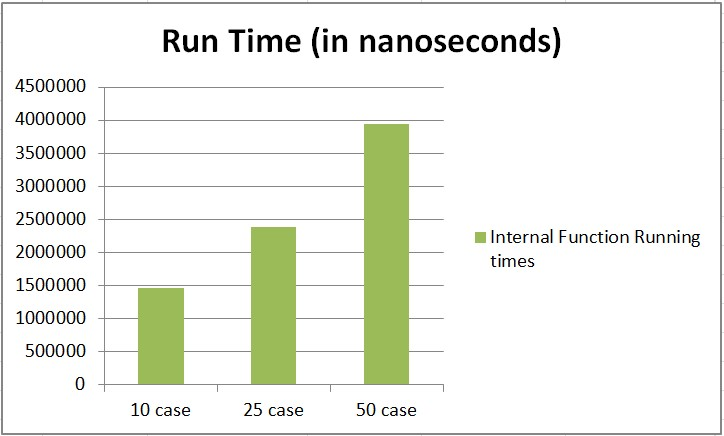 Run Time (in nanoseconds)
4500000
4000000
3500000
3000000
2500000
2000000
1500000
1000000
500000
0
10 case
25 case
50 case
Internal Function Running
times